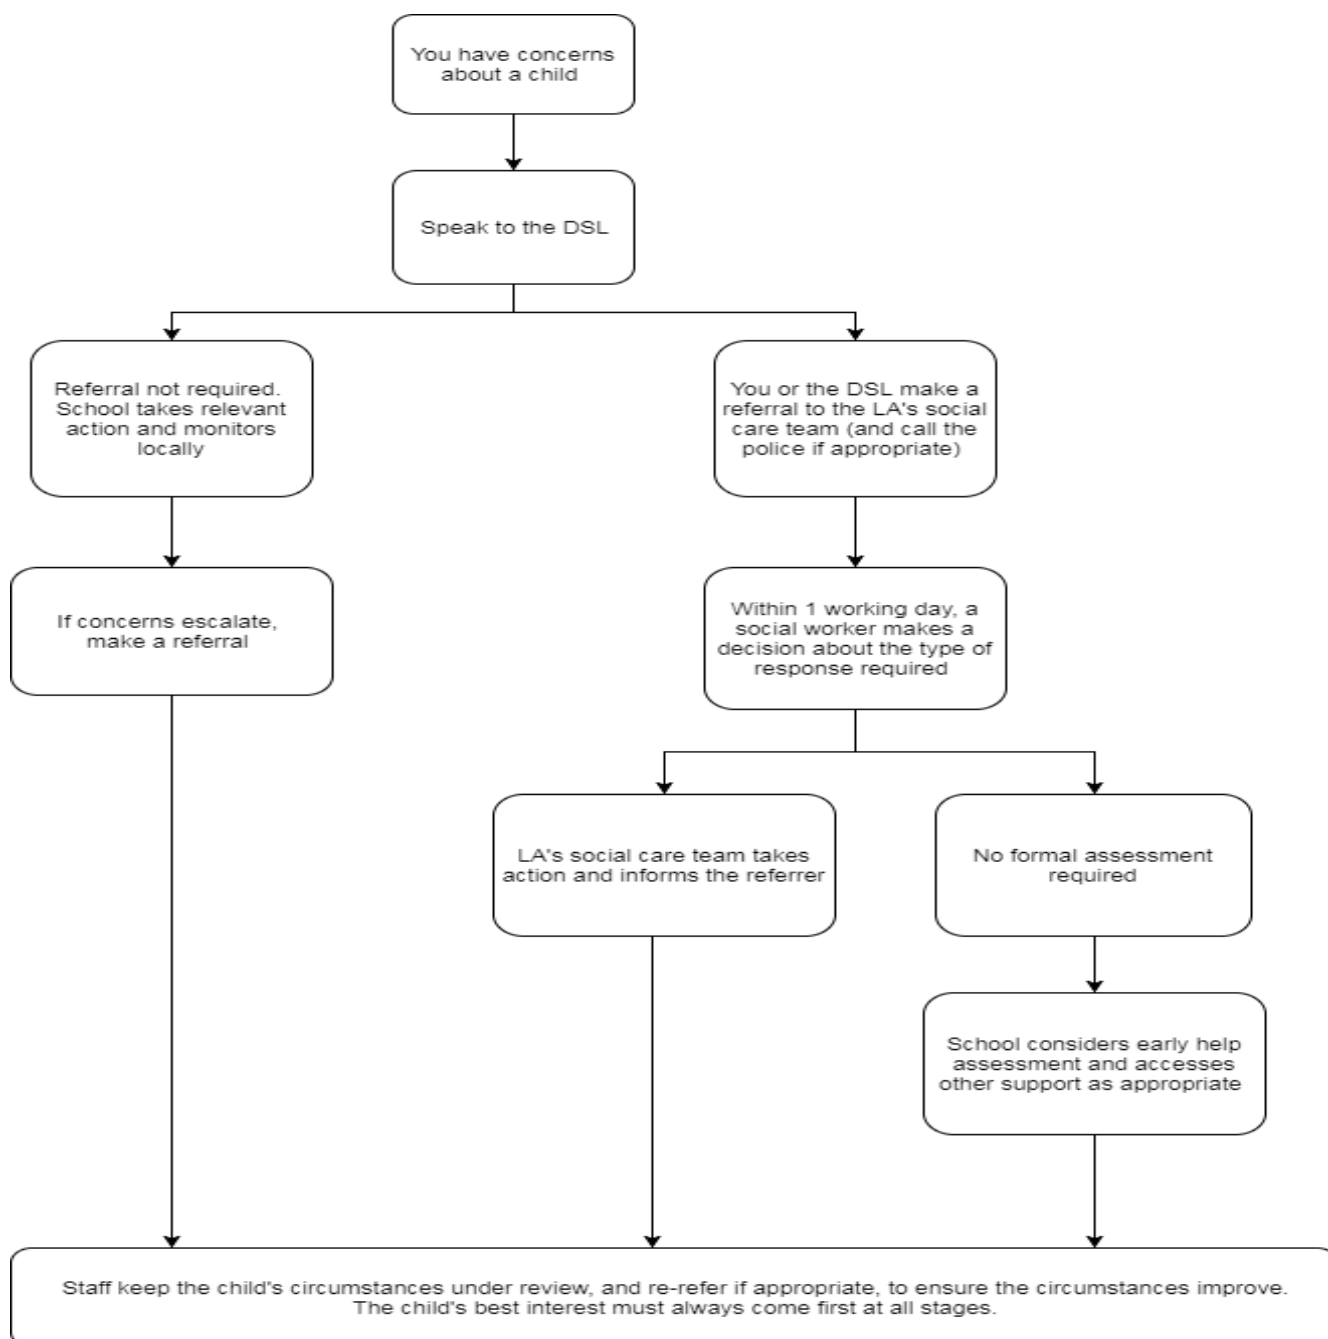 You have concerns
about a child
Speak to the DSL
Referral not required.
School takes relevant
action and monitors
locally
You or the DSL make a
referral to the LA's social
care team (and call the
police if appropriate)
If concerns escalate,
make a referral
Within 1 working day, a
social worker makes a
decision about the type of
response required
LA's social care team takes
action and informs the referrer
No formal assessment
required
School considers early help
assessment and accesses
other support as appropriate
Staff keep the child's circumstances under review, and re-refer if appropriate, to ensure the circumstances improve.
The child's best interest must always come first at all stages.